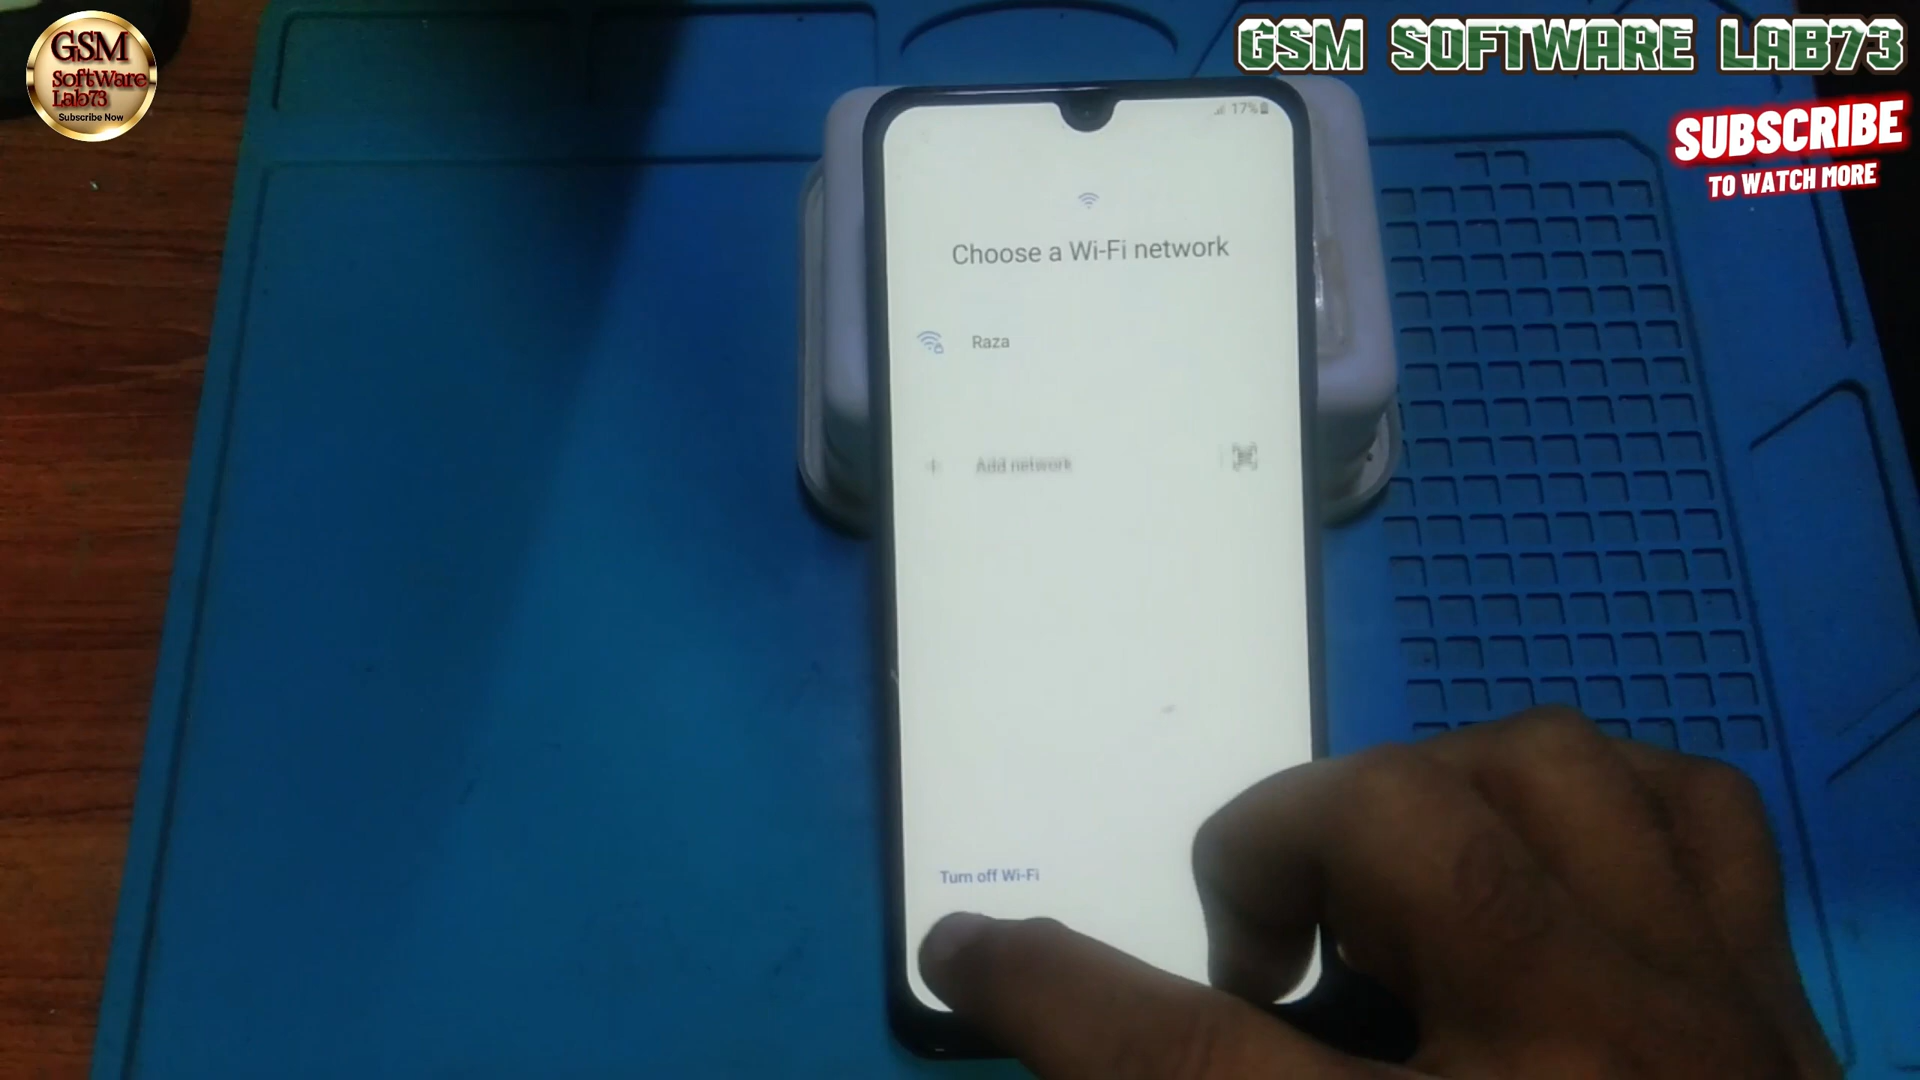 GSM
SoftWare
Lab73
Subscribe Now
GSM SOFTWARE LAB73
SUBSCRIBE
TO WATCH MORE
17%
Choose a Wi-Fi network
Raza
Add network
Turn off Wi-Fi